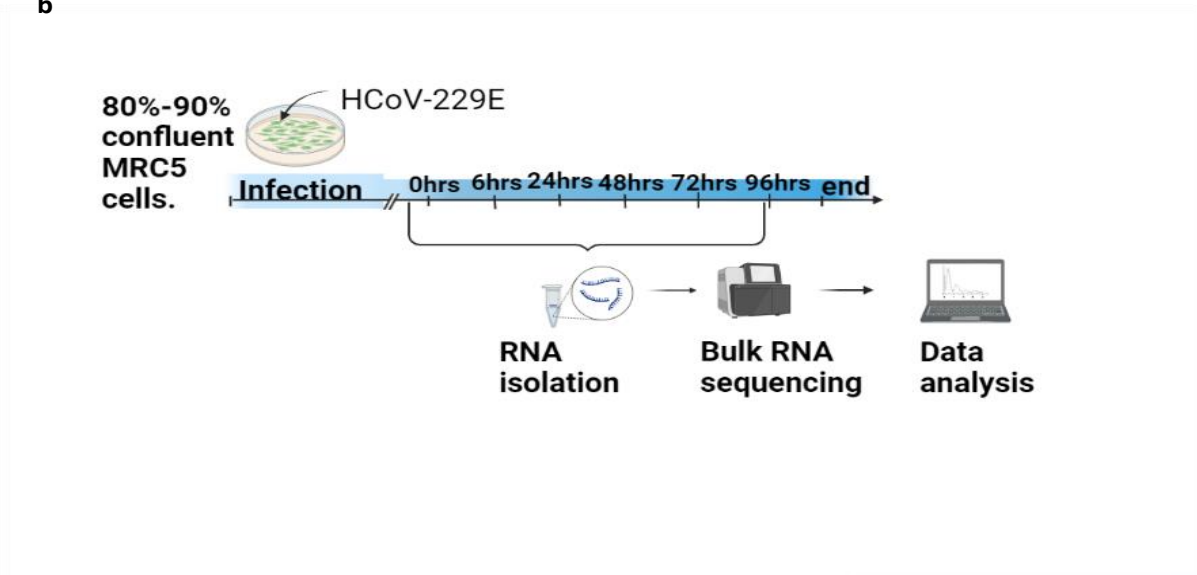 b
80%-90%
confluent
MRC5
cells.
HCoV-229E
Infection
0hrs 6hrs 24hrs 48hrs 72hrs 96hrs end
RNA
isolation
Bulk RNA
sequencing
Data
analysis